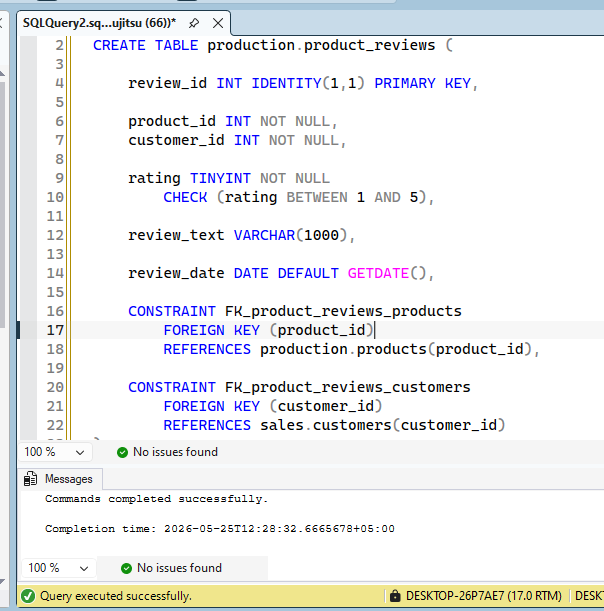 SQLQuery2.sq...ujitsu (66))*
2 CREATE TABLE production.product_reviews (
3
4 review_id INT IDENTITY(1,1) PRIMARY KEY,
5
6 product_id INT NOT NULL,
7 customer_id INT NOT NULL,
8
9 rating TINYINT NOT NULL
10 CHECK (rating BETWEEN 1 AND 5),
11
12 review_text VARCHAR(1000),
13
14 review_date DATE DEFAULT GETDATE(),
15
16 CONSTRAINT FK_product_reviews_products
17 FOREIGN KEY (product_id)
18 REFERENCES production.products(product_id),
19
20 CONSTRAINT FK_product_reviews_customers
21 FOREIGN KEY (customer_id)
22 REFERENCES sales.customers(customer_id)
100 % No issues found
Messages
Commands completed successfully.
Completion time: 2026-05-25T12:28:32.6665678+05:00
100 % No issues found
Query executed successfully. DESKTOP-26P7AE7 (17.0 RTM) DESK